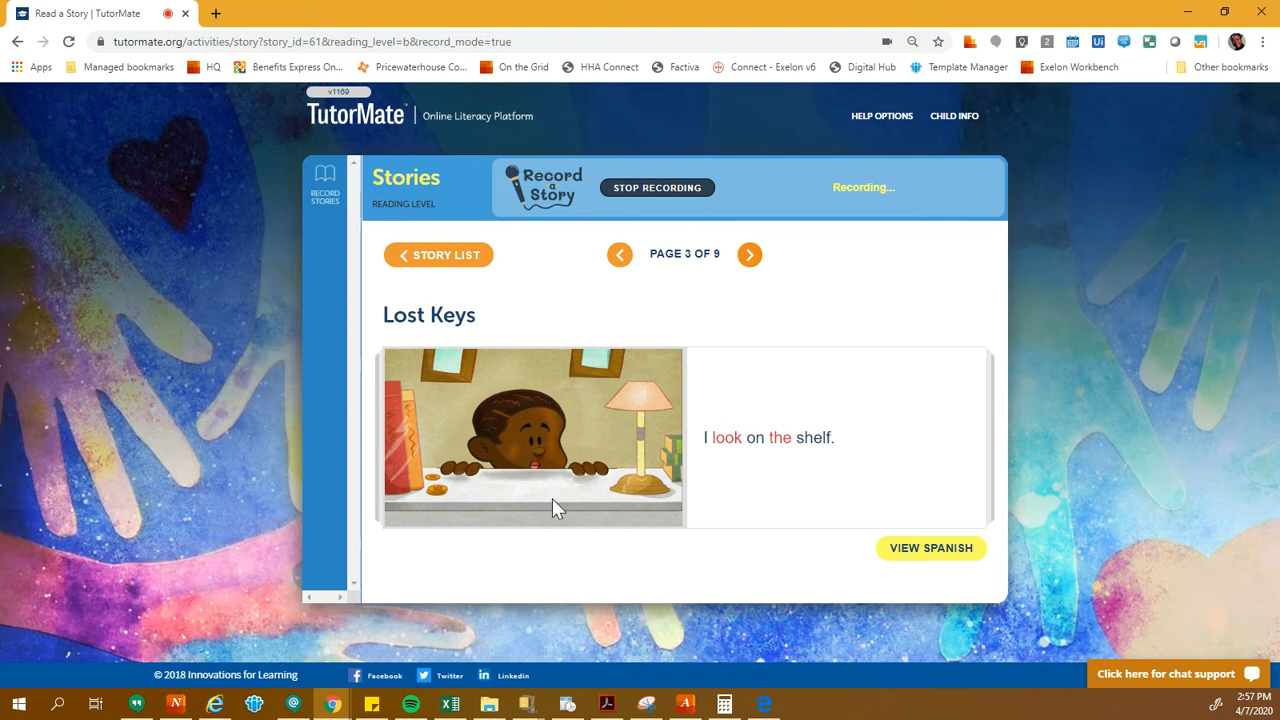 Read a Story | TutorMate
tutormate.org/activities/story?story_id=61&reading_level=b&record_mode=true
Apps Managed bookmarks HQ Benefits Express On... Pricewaterhouse Co... On the Grid HHA Connect Factiva Connect - Exelon v6 Digital Hub Template Manager Exelon Workbench Other bookmarks
v1169
TutorMate Online Literacy Platform
HELP OPTIONS CHILD INFO
RECORD
STORIES
Stories
READING LEVEL
Record
a
Story
STOP RECORDING
Recording...
STORY LIST
PAGE 3 OF 9
Lost Keys
I look on the shelf.
VIEW SPANISH
© 2018 Innovations for Learning Facebook Twitter Linkedin
Click here for chat support
2:57 PM
4/7/2020